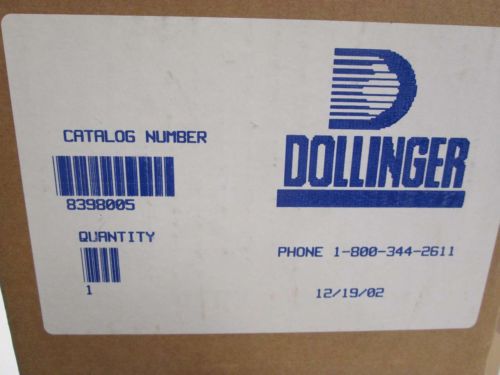 CATALOG NUMBER
8398005
QUANTITY
1
DOLLINGER
PHONE 1-800-344-2611
12/19/02